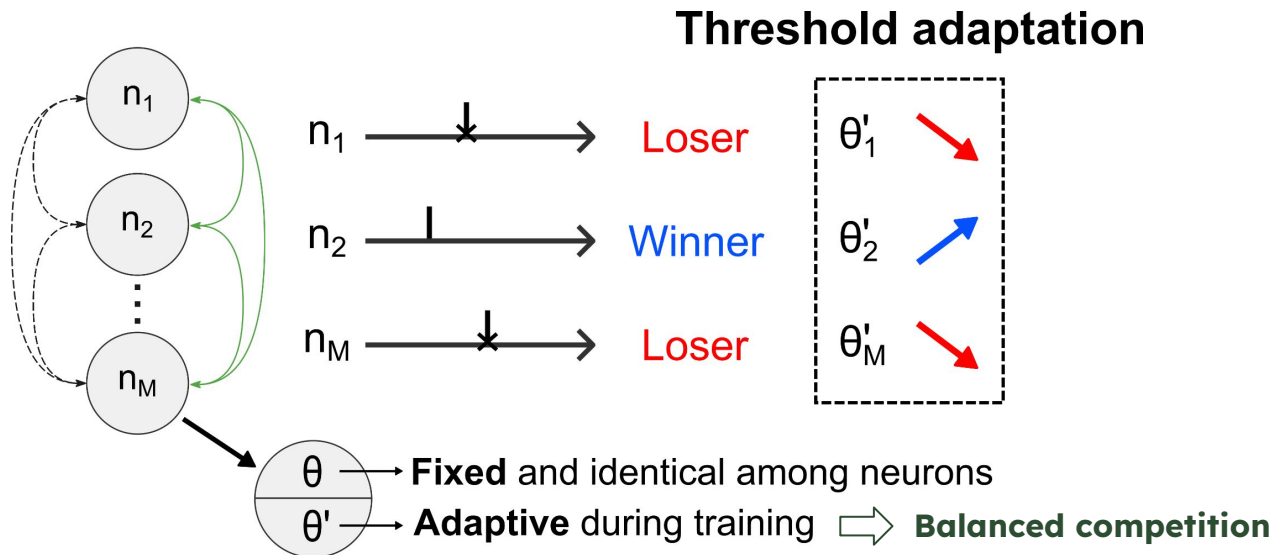 Threshold adaptation
n1
n2
nM
n1
Loser
θ'1
n2
Winner
θ'2
nM
Loser
θ'M
θ
Fixed and identical among neurons
θ'
Adaptive during training
Balanced competition